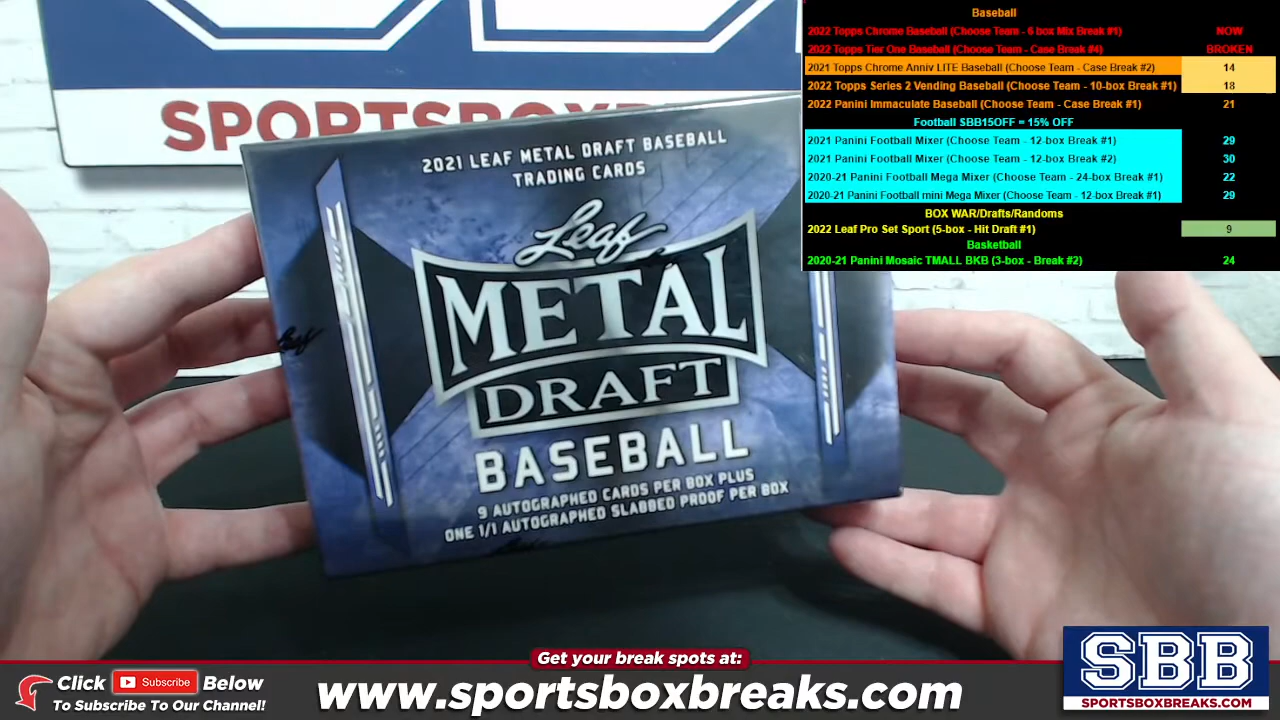 Baseball
2022 Topps Chrome Baseball (Choose Team - 6 box Mix Break #1) NOW
2022 Topps Tier One Baseball (Choose Team - Case Break #4) BROKEN
2021 Topps Chrome Anniv LITE Baseball (Choose Team - Case Break #2) 14
2022 Topps Series 2 Vending Baseball (Choose Team - 10-box Break #1) 18
2022 Panini Immaculate Baseball (Choose Team - Case Break #1) 21
Football SBB15OFF = 15% OFF
2021 Panini Football Mixer (Choose Team - 12-box Break #1) 29
2021 Panini Football Mixer (Choose Team - 12-box Break #2) 30
2020-21 Panini Football Mega Mixer (Choose Team - 24-box Break #1) 22
2020-21 Panini Football mini Mega Mixer (Choose Team - 12-box Break #1) 29
BOX WAR/Drafts/Randoms
2022 Leaf Pro Set Sport (5-box - Hit Draft #1) 9
Basketball
2020-21 Panini Mosaic TMALL BKB (3-box - Break #2) 24
2021 LEAF METAL DRAFT BASEBALL
TRADING CARDS
Leaf
METAL
DRAFT
BASEBALL
9 AUTOGRAPHED CARDS PER BOX PLUS
ONE 1/1 AUTOGRAPHED SLABBED PROOF PER BOX
Leaf
Get your break spots at:
Click Subscribe Below
To Subscribe To Our Channel!
www.sportsboxbreaks.com
SBB
SPORTSBOXBREAKS.COM